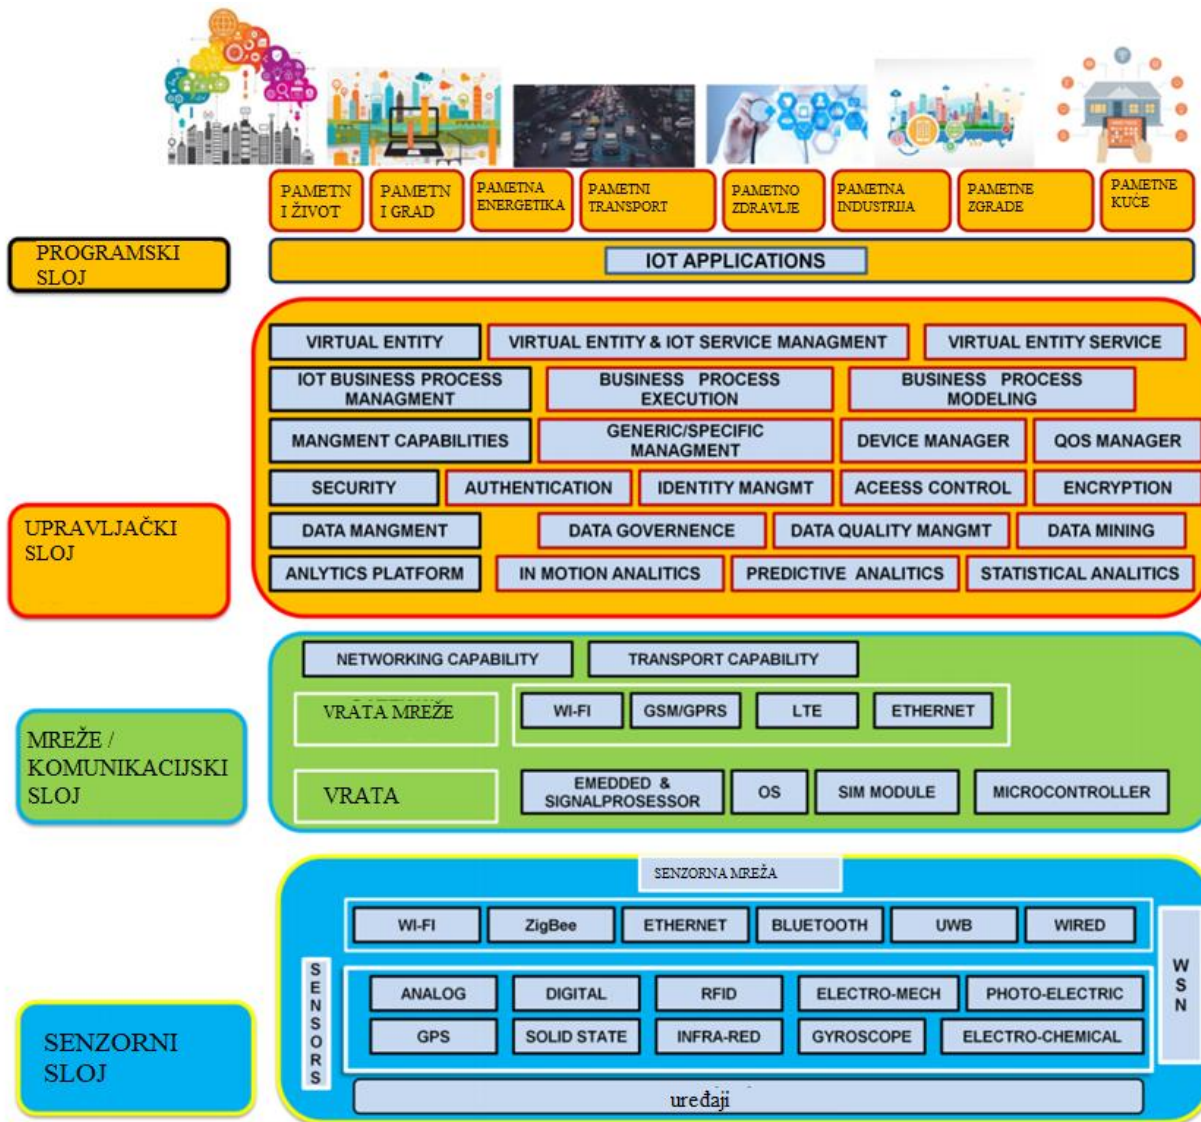 PAMETN
I ŽIVOT
PAMETN
I GRAD
PAMETNA
ENERGETIKA
PAMETNI
TRANSPORT
PAMETNO
ZDRAVLJE
PAMETNA
INDUSTRIJA
PAMETNE
ZGRADE
PAMETNE
KUĆE
PROGRAMSKI
SLOJ
IOT APPLICATIONS
VIRTUAL ENTITY
VIRTUAL ENTITY & IOT SERVICE MANAGMENT
VIRTUAL ENTITY SERVICE
IOT BUSINESS PROCESS
MANAGMENT
BUSINESS PROCESS
EXECUTION
BUSINESS PROCESS
MODELING
MANGMENT CAPABILITIES
GENERIC/SPECIFIC
MANAGMENT
DEVICE MANAGER
QOS MANAGER
SECURITY
AUTHENTICATION
IDENTITY MANGMT
ACEESS CONTROL
ENCRYPTION
UPRAVLJAČKI
SLOJ
DATA MANGMENT
DATA GOVERNENCE
DATA QUALITY MANGMT
DATA MINING
ANLYTICS PLATFORM
IN MOTION ANALITICS
PREDICTIVE ANALITICS
STATISTICAL ANALITICS
NETWORKING CAPABILITY
TRANSPORT CAPABILITY
MREŽE /
KOMUNIKACIJSKI
SLOJ
VRATA MREŽE
WI-FI
GSM/GPRS
LTE
ETHERNET
VRATA
EMEDDED &
SIGNALPROSESSOR
OS
SIM MODULE
MICROCONTROLLER
SENZORNA MREŽA
WI-FI
ZigBee
ETHERNET
BLUETOOTH
UWB
WIRED
SENSORS
WSN
ANALOG
DIGITAL
RFID
ELECTRO-MECH
PHOTO-ELECTRIC
GPS
SOLID STATE
INFRA-RED
GYROSCOPE
ELECTRO-CHEMICAL
SENZORNI
SLOJ
uređaji